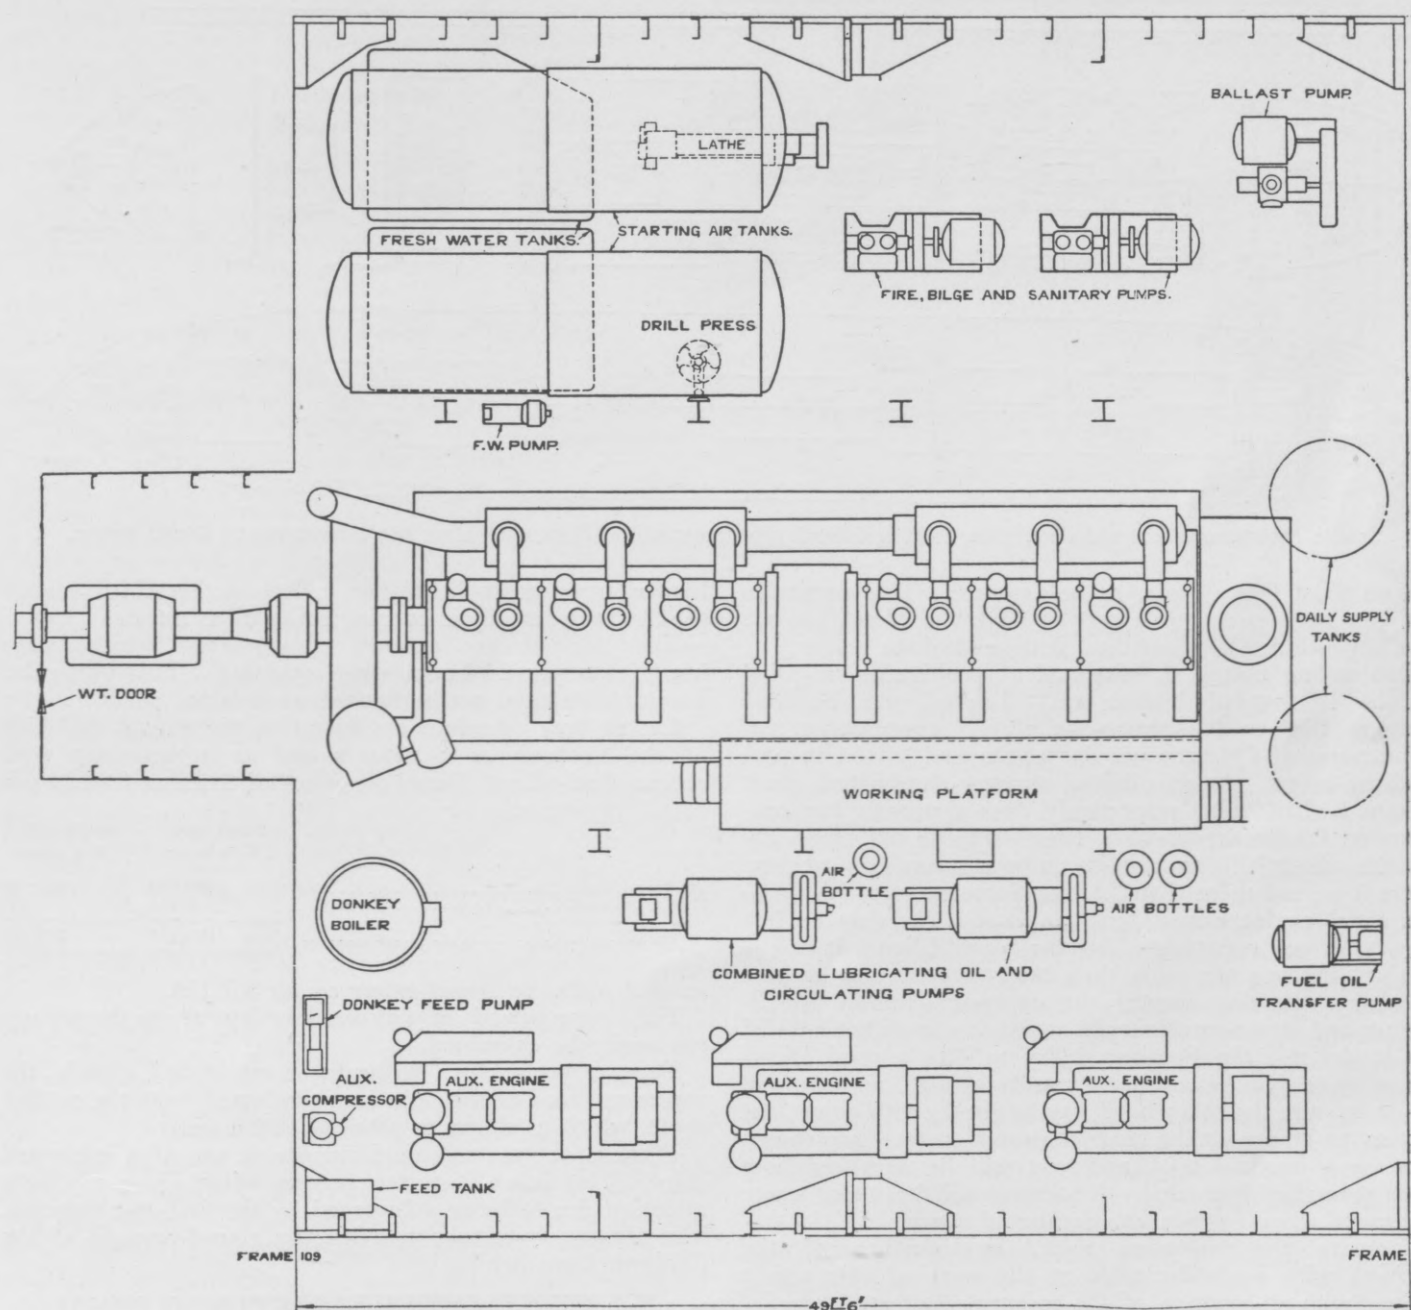 BALLAST PUMP.
LATHE
FRESH WATER TANKS.
STARTING AIR TANKS.
FIRE, BILGE AND SANITARY PUMPS.
DRILL PRESS
F.W. PUMP.
DAILY SUPPLY
TANKS
WT. DOOR
WORKING PLATFORM
AIR
BOTTLE
AIR BOTTLES
DONKEY
BOILER
COMBINED LUBRICATING OIL AND
CIRCULATING PUMPS
FUEL OIL
TRANSFER PUMP
DONKEY FEED PUMP
AUX.
COMPRESSOR
AUX. ENGINE
AUX. ENGINE
AUX. ENGINE
FEED TANK
FRAME 109
FRAME
49 FT 6"